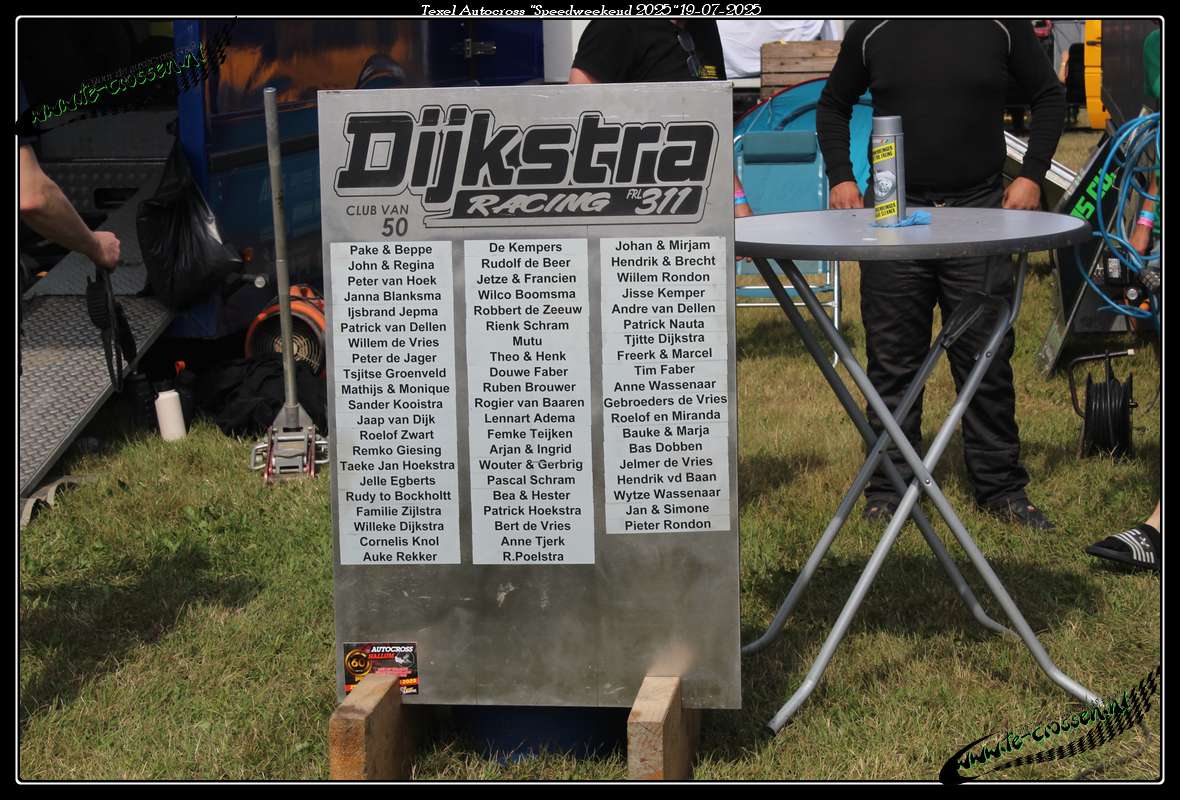 Texel Autocross "Speedweekend 2025" 19-07-2025
www.te-crossen.nl
Dijkstra
RACING FRL 311
CLUB VAN
50
Pake & Beppe
John & Regina
Peter van Hoek
Janna Blanksma
Ijsbrand Jepma
Patrick van Dellen
Willem de Vries
Peter de Jager
Tsjitse Groenveld
Mathijs & Monique
Sander Kooistra
Jaap van Dijk
Roelof Zwart
Remko Giesing
Taeke Jan Hoekstra
Jelle Egberts
Rudy to Bockholtt
Familie Zijlstra
Willeke Dijkstra
Cornelis Knol
Auke Rekker
De Kempers
Rudolf de Beer
Jetze & Francien
Wilco Boomsma
Robbert de Zeeuw
Rienk Schram
Mutu
Theo & Henk
Douwe Faber
Ruben Brouwer
Rogier van Baaren
Lennart Adema
Femke Teijken
Arjan & Ingrid
Wouter & Gerbrig
Pascal Schram
Bea & Hester
Patrick Hoekstra
Bert de Vries
Anne Tjerk
R.Poelstra
Johan & Mirjam
Hendrik & Brecht
Willem Rondon
Jisse Kemper
Andre van Dellen
Patrick Nauta
Tjitte Dijkstra
Freerk & Marcel
Tim Faber
Anne Wassenaar
Gebroeders de Vries
Roelof en Miranda
Bauke & Marja
Bas Dobben
Jelmer de Vries
Hendrik vd Baan
Wytze Wassenaar
Jan & Simone
Pieter Rondon
AUTOCROSS
HALLUM
60
www.te-crossen.nl